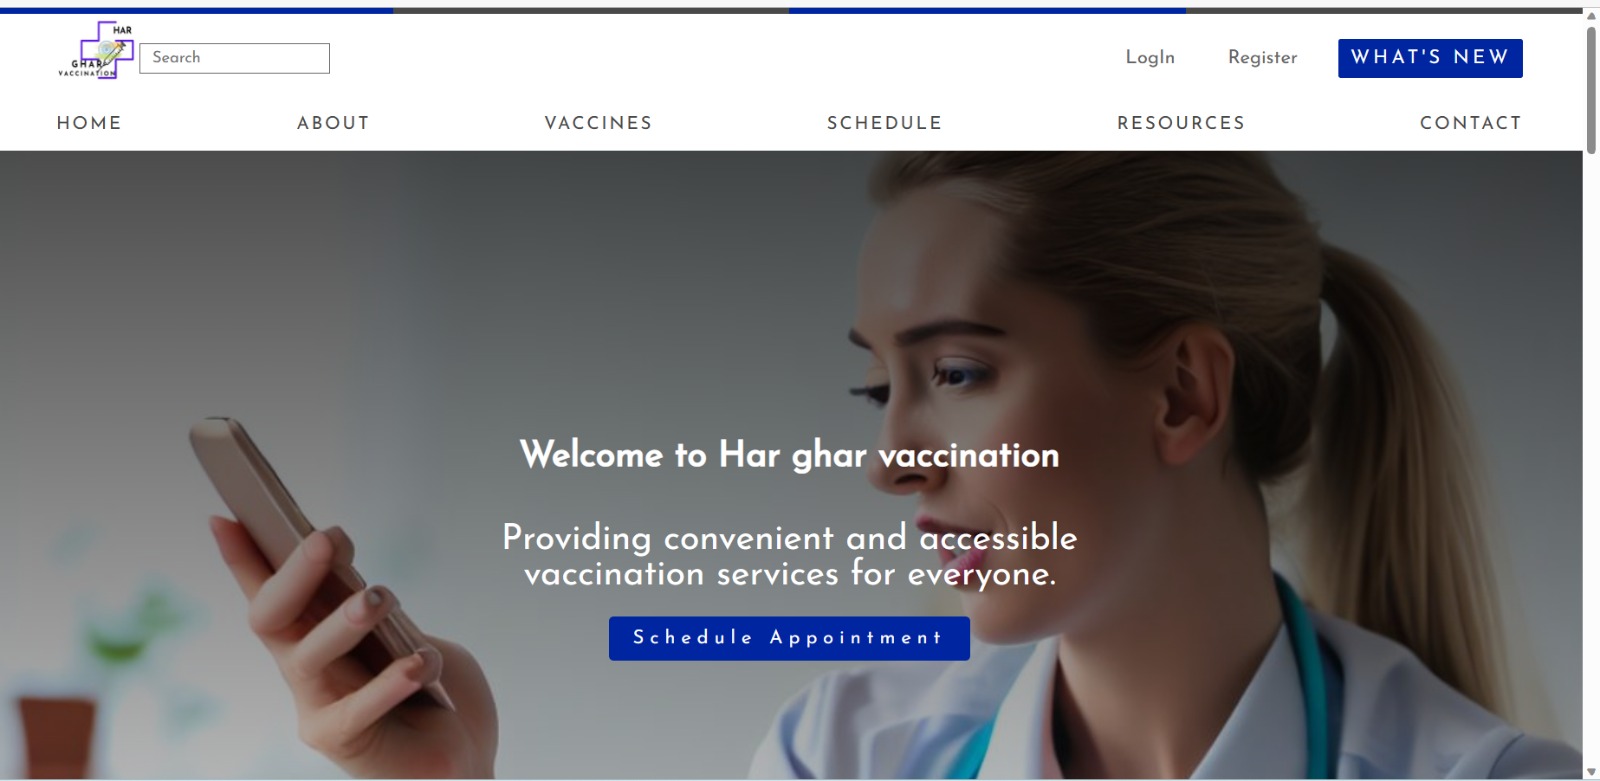 HAR
GHAR
VACCINATION
Search
LogIn
Register
WHAT'S NEW
HOME
ABOUT
VACCINES
SCHEDULE
RESOURCES
CONTACT
Welcome to Har ghar vaccination
Providing convenient and accessible
vaccination services for everyone.
Schedule Appointment